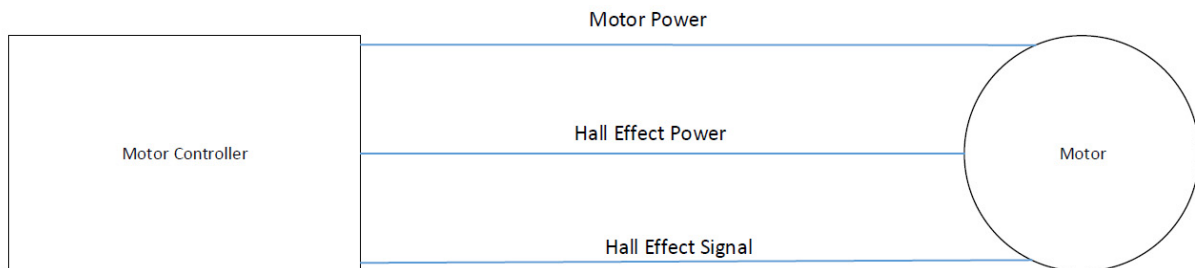 Motor Power
Hall Effect Power
Motor Controller
Motor
Hall Effect Signal